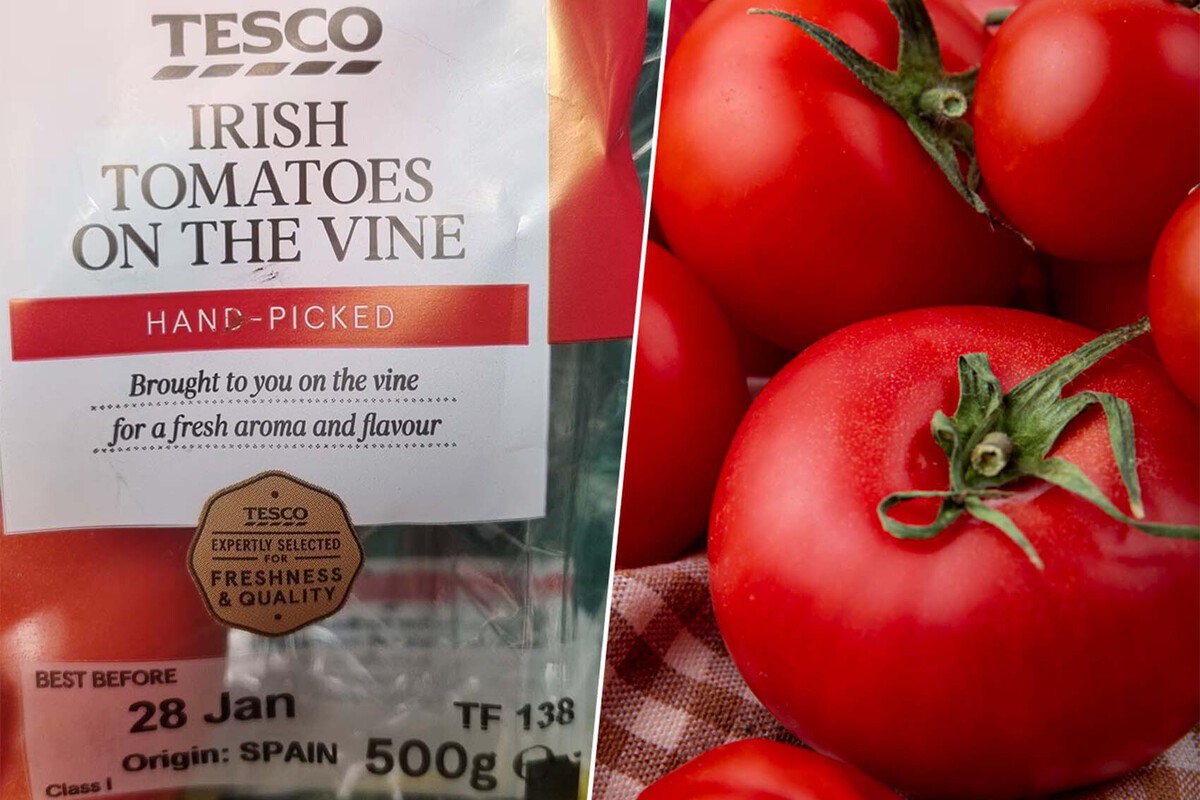 TESCO
IRISH
TOMATOES
ON THE VINE
HAND-PICKED
Brought to you on the vine
for a fresh aroma and flavour
TESCO
EXPERTLY SELECTED
FOR
FRESHNESS
& QUALITY
BEST BEFORE
28 Jan
TF 138
Origin: SPAIN
500g
Class I